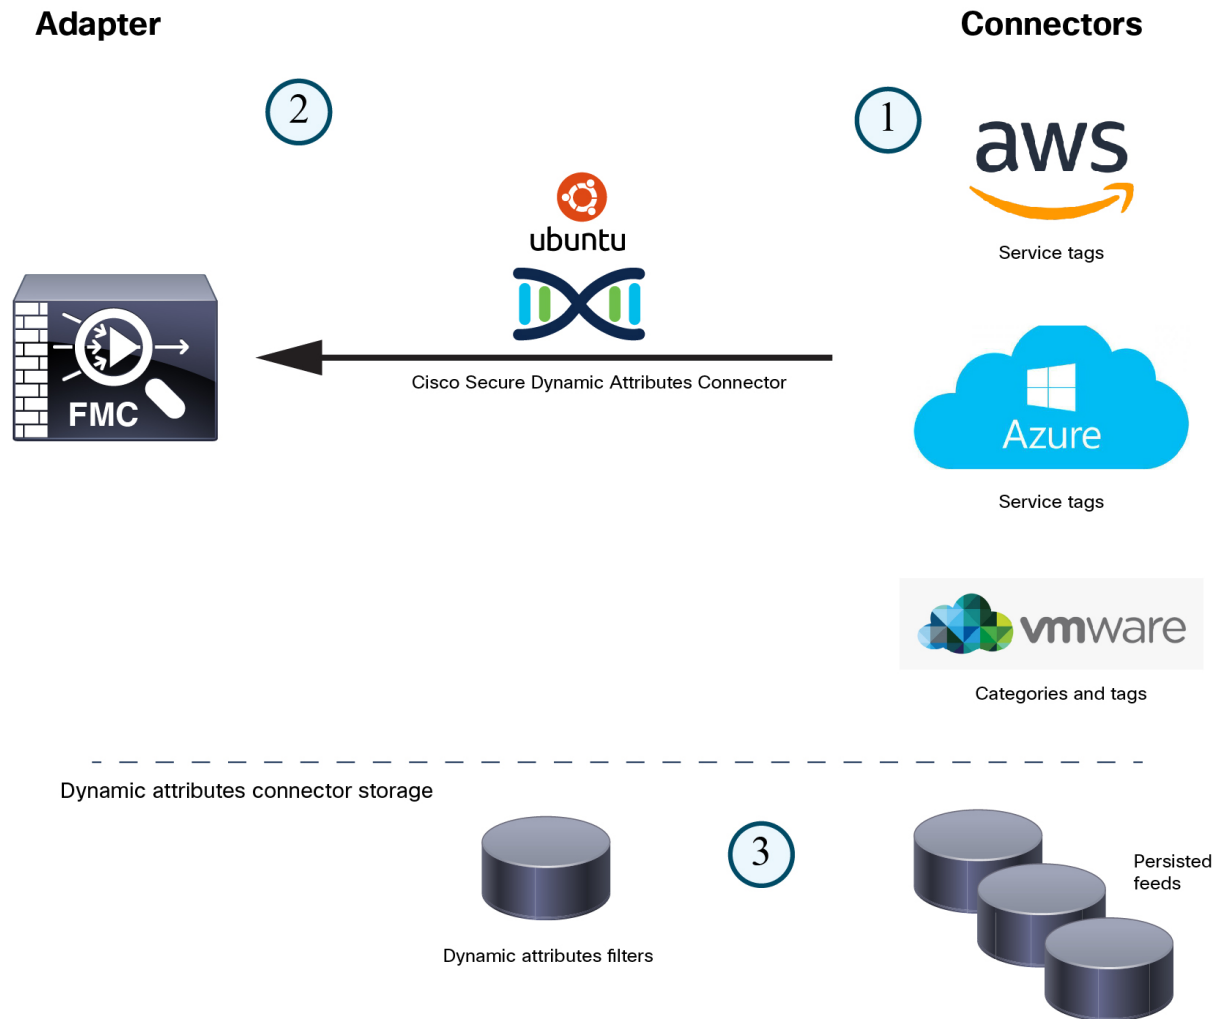 Adapter
Connectors
2
1
aws
ubuntu
Service tags
FMC
Cisco Secure Dynamic Attributes Connector
Azure
Service tags
vmware
Categories and tags
Dynamic attributes connector storage
3
Persisted
feeds
Dynamic attributes filters